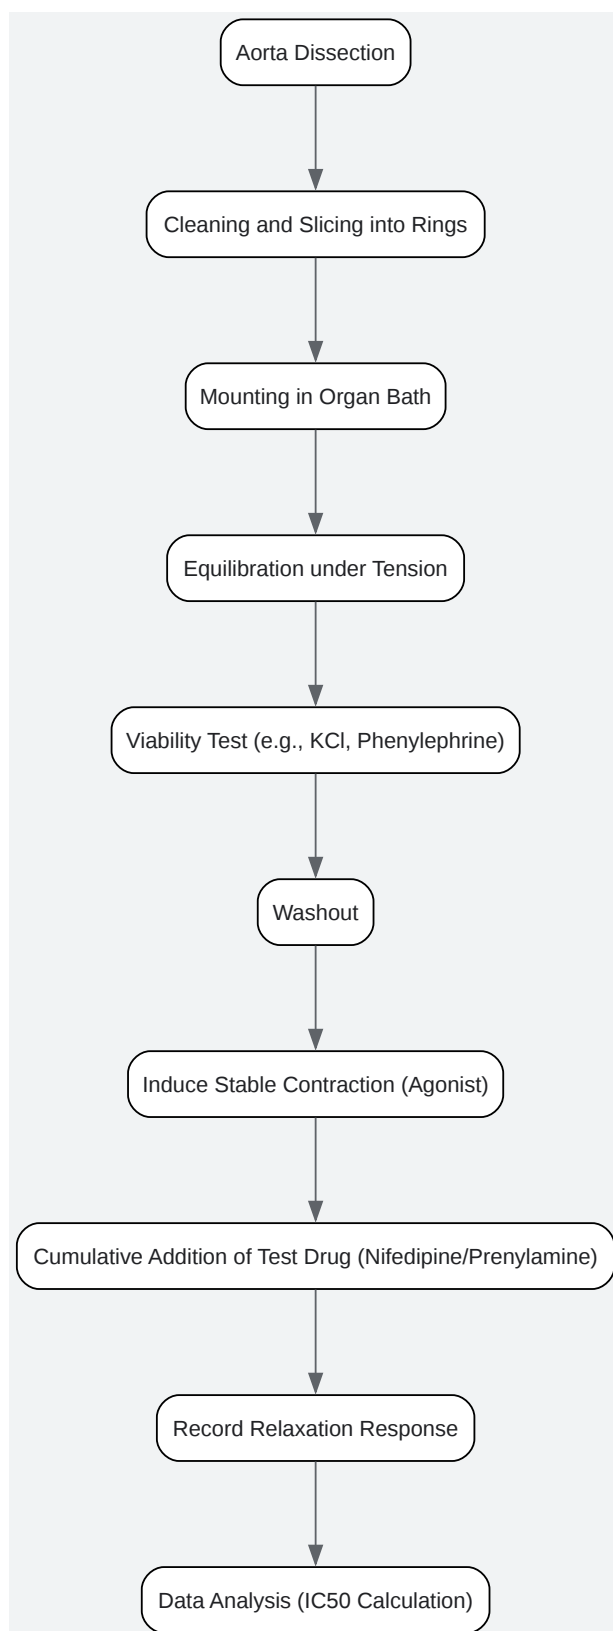 Aorta Dissection
Cleaning and Slicing into Rings
Mounting in Organ Bath
Equilibration under Tension
Viability Test (e.g., KCl, Phenylephrine)
Washout
Induce Stable Contraction (Agonist)
Cumulative Addition of Test Drug (Nifedipine/Prenylamine)
Record Relaxation Response
Data Analysis (IC50 Calculation)